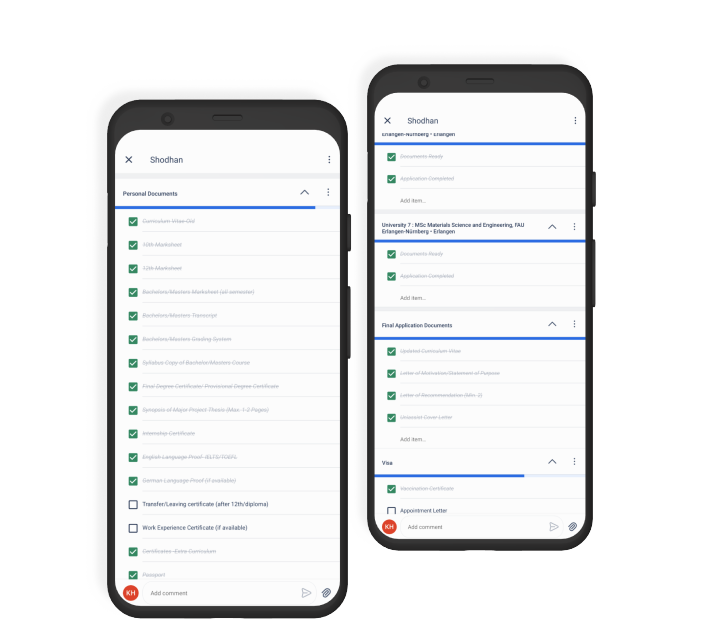 Shodhan
Personal Documents
Curriculum Vitae Old
10th Marksheet
12th Marksheet
Bachelors/Masters Marksheet (all semester)
Bachelors/Masters Transcript
Bachelors/Masters Grading System
Syllabus Copy of Bachelor/Masters Course
Final Degree Certificate/ Provisional Degree Certificate
Synopsis of Major Project Thesis (Max. 1-2 Pages)
Internship Certificate
English Language Proof- IELTS/TOEFL
German Language Proof (if available)
Transfer/Leaving certificate (after 12th/diploma)
Work Experience Certificate (if available)
Certificates- Extra Curriculum
Passport
KH
Add comment
Shodhan
Erlangen-Nürnberg - Erlangen
Documents Ready
Application Completed
Add item...
University 7 : MSc Materials Science and Engineering, FAU
Erlangen-Nürnberg - Erlangen
Documents Ready
Application Completed
Add item...
Final Application Documents
Updated Curriculum Vitae
Letter of Motivation/Statement of Purpose
Letter of Recommendation (Min. 2)
Uniassist Cover Letter
Add item...
Visa
Vaccination Certificate
Appointment Letter
KH
Add comment